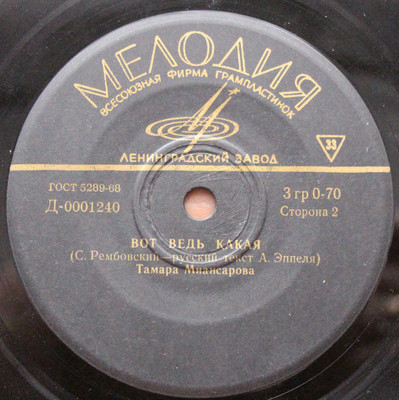 МЕЛОДИЯ
ВСЕСОЮЗНАЯ ФИРМА ГРАМПЛАСТИНОК
33
ЛЕНИНГРАДСКИЙ ЗАВОД
ГОСТ 5289-68
3 гр 0-70
Д-0001240
Сторона 2
ВОТ ВЕДЬ КАКАЯ
(С. Рембовский—русский текст А. Эппеля)
Тамара Миансарова